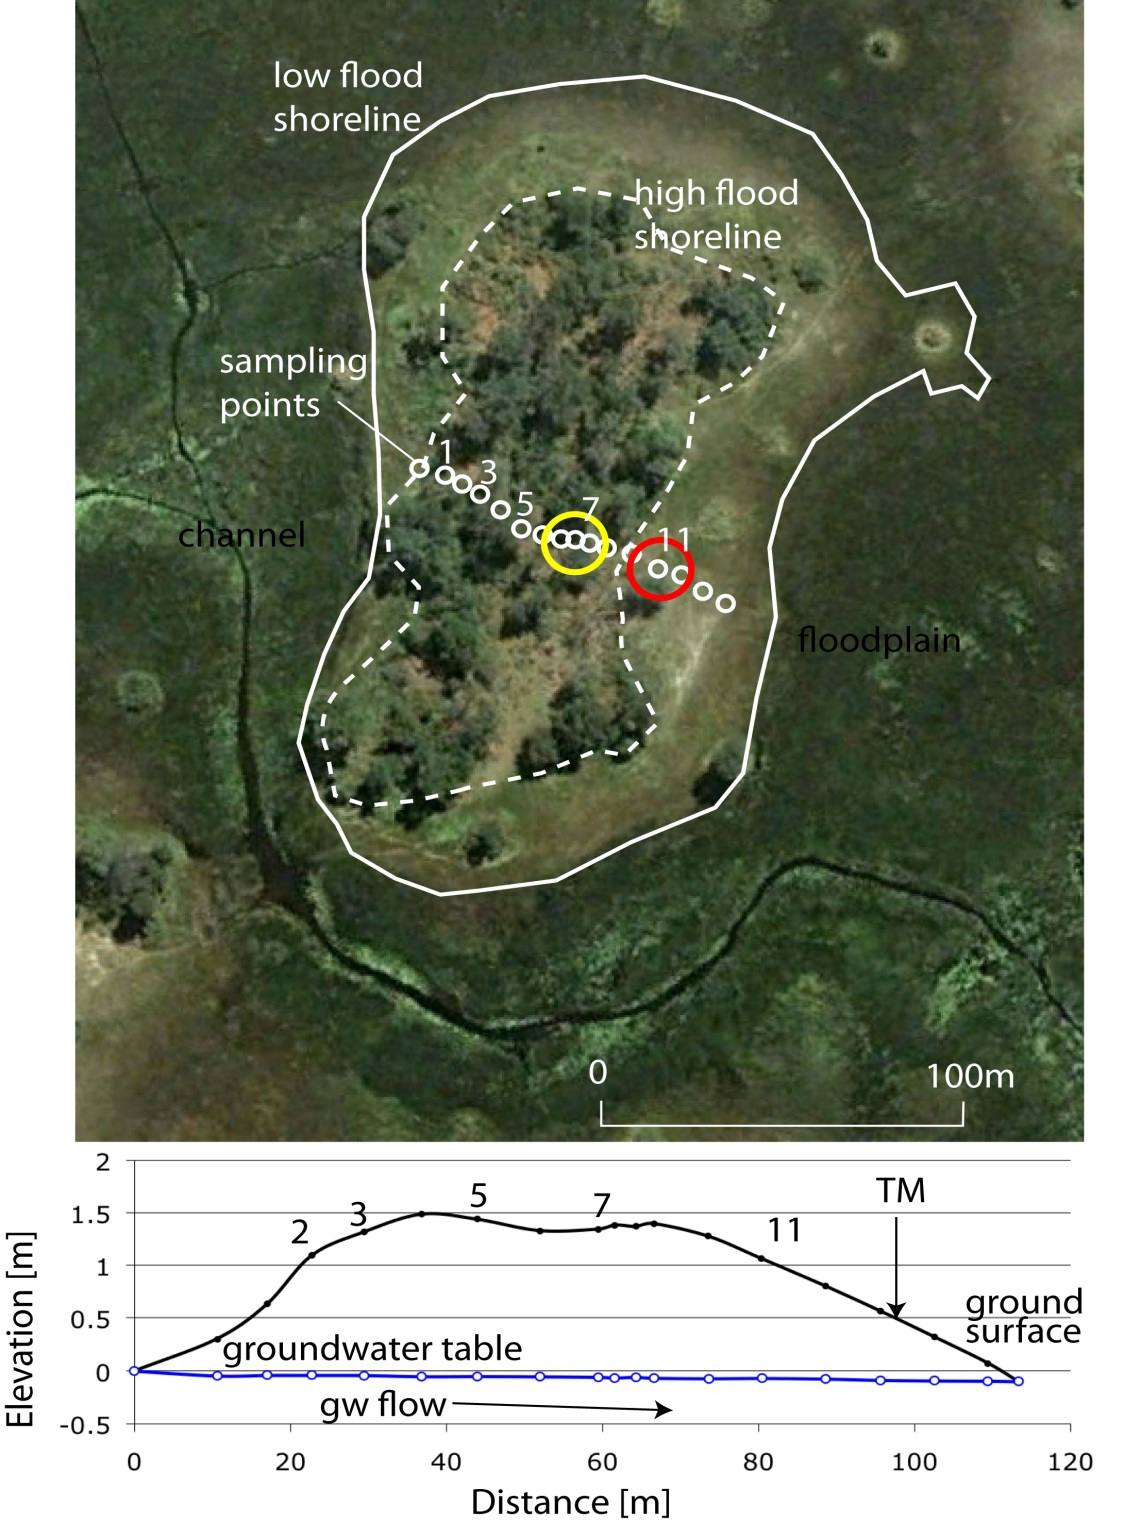 low flood
shoreline
high flood
shoreline
sampling
points
1
3
5
7
11
channel
floodplain
0
100m
2
1.5
1
0.5
0
-0.5
Elevation [m]
2
3
5
7
11
TM
ground
surface
groundwater table
gw flow
0
20
40
60
80
100
120
Distance [m]